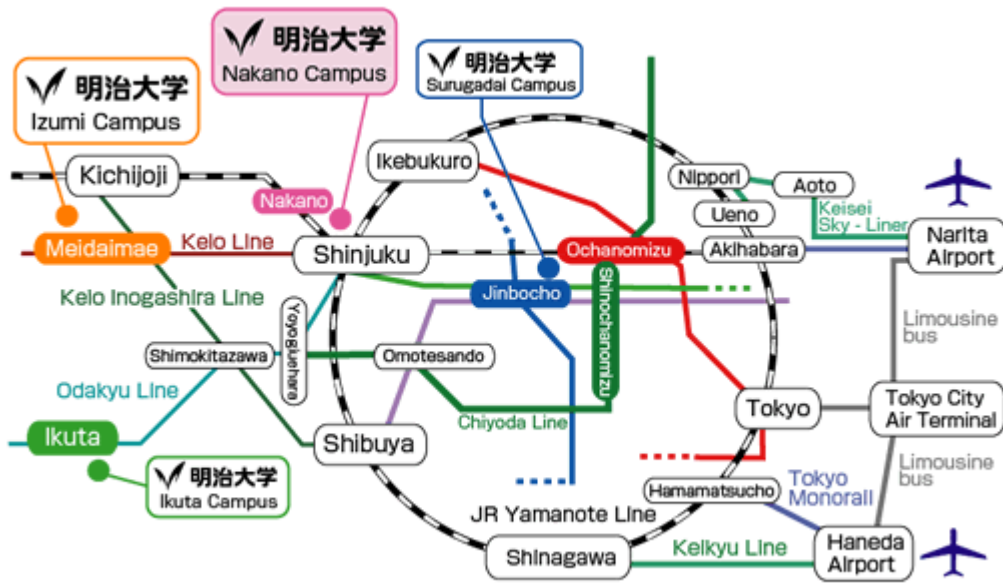 明治大学
Nakano Campus
明治大学
Surugadai Campus
明治大学
Izumi Campus
Kichijoji
Nakano
Ikebukuro
Nippori
Aoto
Ueno
Keisei
Sky - Liner
Meidaimae
Keio Line
Shinjuku
Ochanomizu
Akihabara
Narita
Airport
Keio Inogashira Line
Jinbocho
Shinochanomizu
Limousine
bus
Shimokitazawa
Yoyogiuehara
Omotesando
Odakyu Line
Chiyoda Line
Tokyo
Tokyo City
Air Terminal
Ikuta
Shibuya
明治大学
Ikuta Campus
Limousine
bus
Hamamatsucho
Tokyo
Monorail
JR Yamanote Line
Shinagawa
Keikyu Line
Haneda
Airport